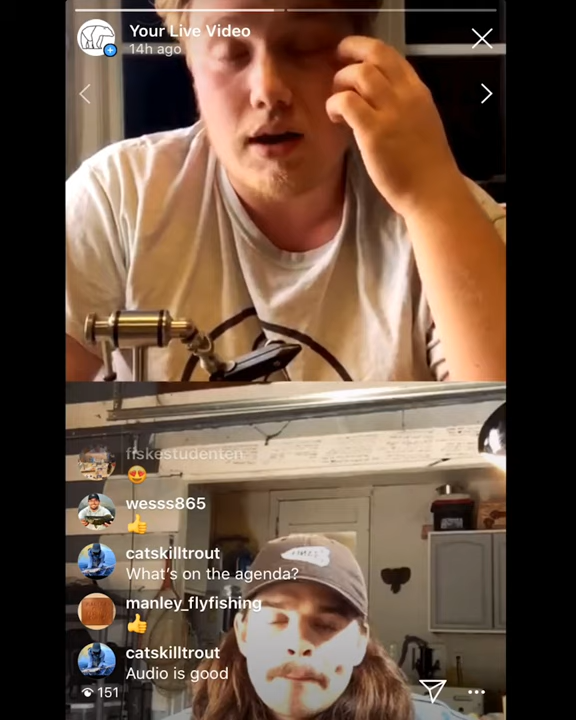 Your Live Video
14h ago
fiskestudenten
wesss865
catskilltrout
What's on the agenda?
manley_flyfishing
catskilltrout
Audio is good
151